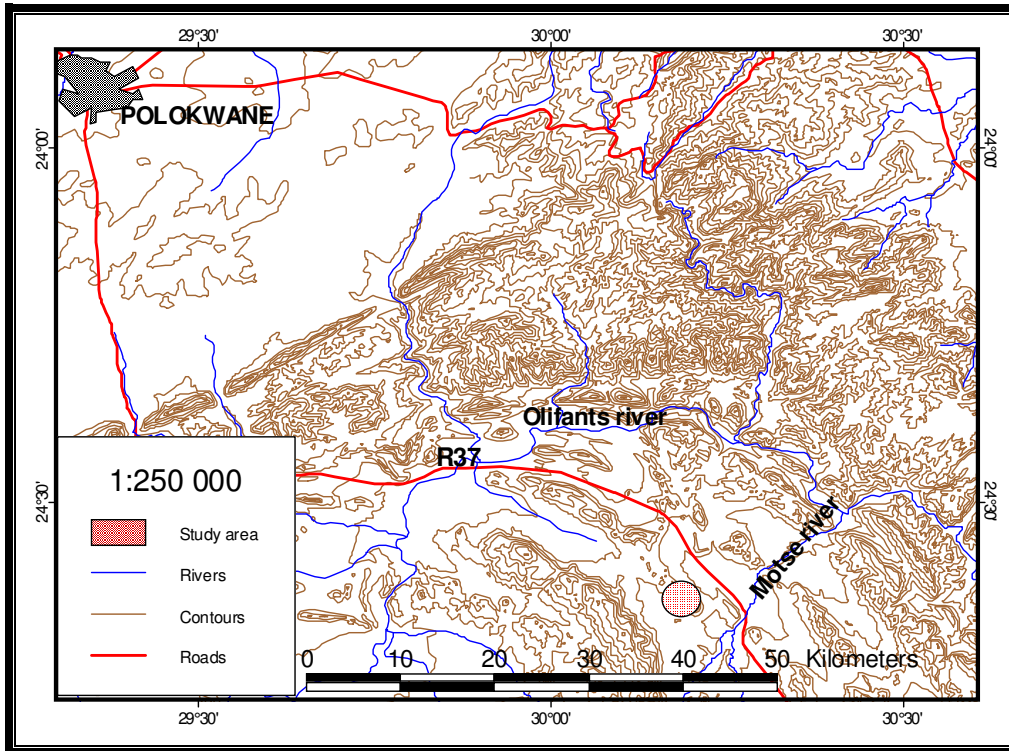 29°30' 30°00' 30°30'
POLOKWANE
24°00' 24°00'
Olifants river
R37
1:250 000
24°30' 24°30'
Study area
Motse river
Rivers
Contours
Roads
0 10 20 30 40 50 Kilometers
29°30' 30°00' 30°30'